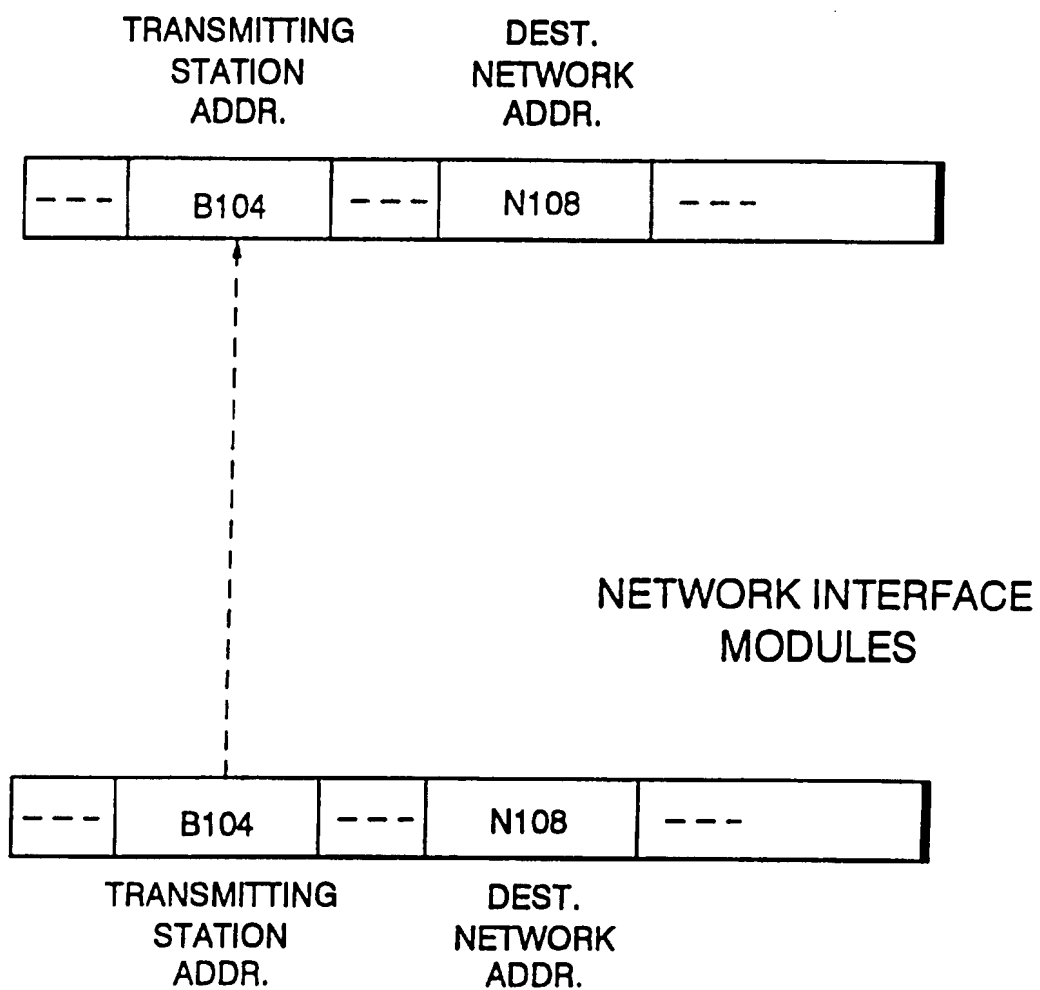 TRANSMITTING STATION ADDR.
DEST. NETWORK ADDR.
--- B104 --- N108 ---
NETWORK INTERFACE
MODULES
--- B104 --- N108 ---
TRANSMITTING STATION ADDR.
DEST. NETWORK ADDR.